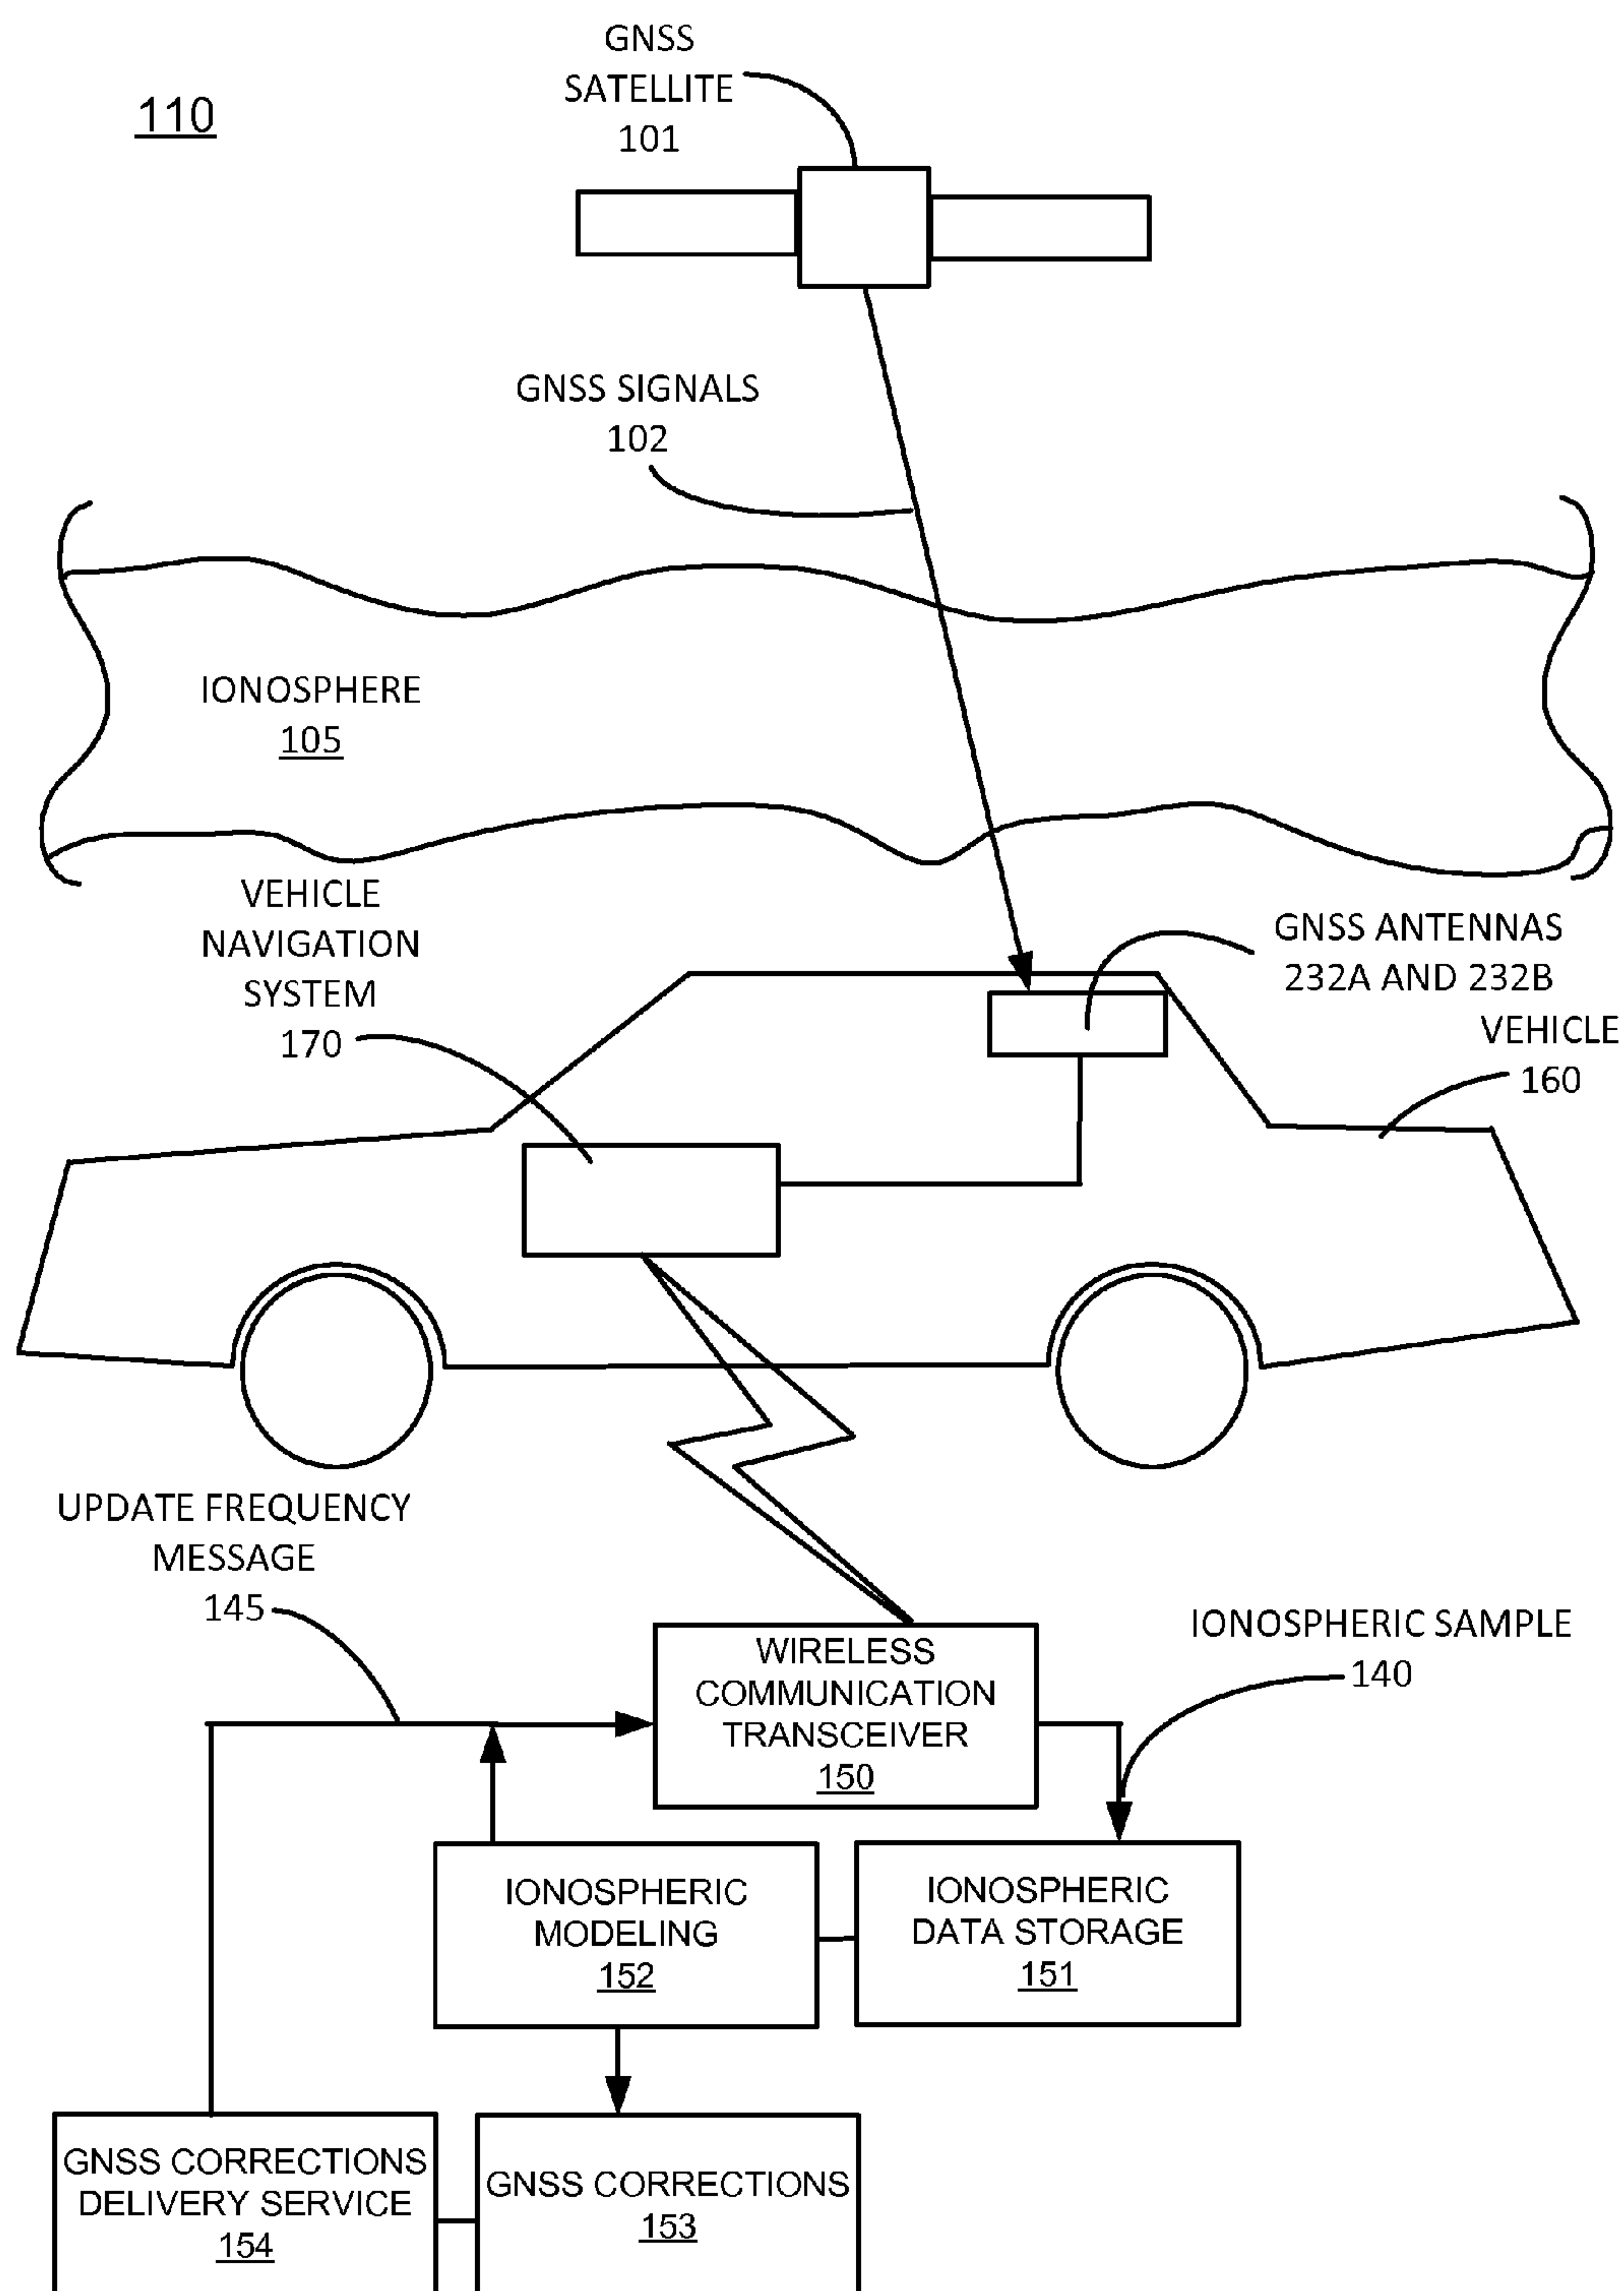 110
GNSS
SATELLITE
101
GNSS SIGNALS
102
IONOSPHERE
105
VEHICLE
NAVIGATION
SYSTEM
170
GNSS ANTENNAS
232A AND 232B
VEHICLE
160
UPDATE FREQUENCY
MESSAGE
145
WIRELESS
COMMUNICATION
TRANSCEIVER
150
IONOSPHERIC SAMPLE
140
IONOSPHERIC
MODELING
152
IONOSPHERIC
DATA STORAGE
151
GNSS CORRECTIONS
DELIVERY SERVICE
154
GNSS CORRECTIONS
153